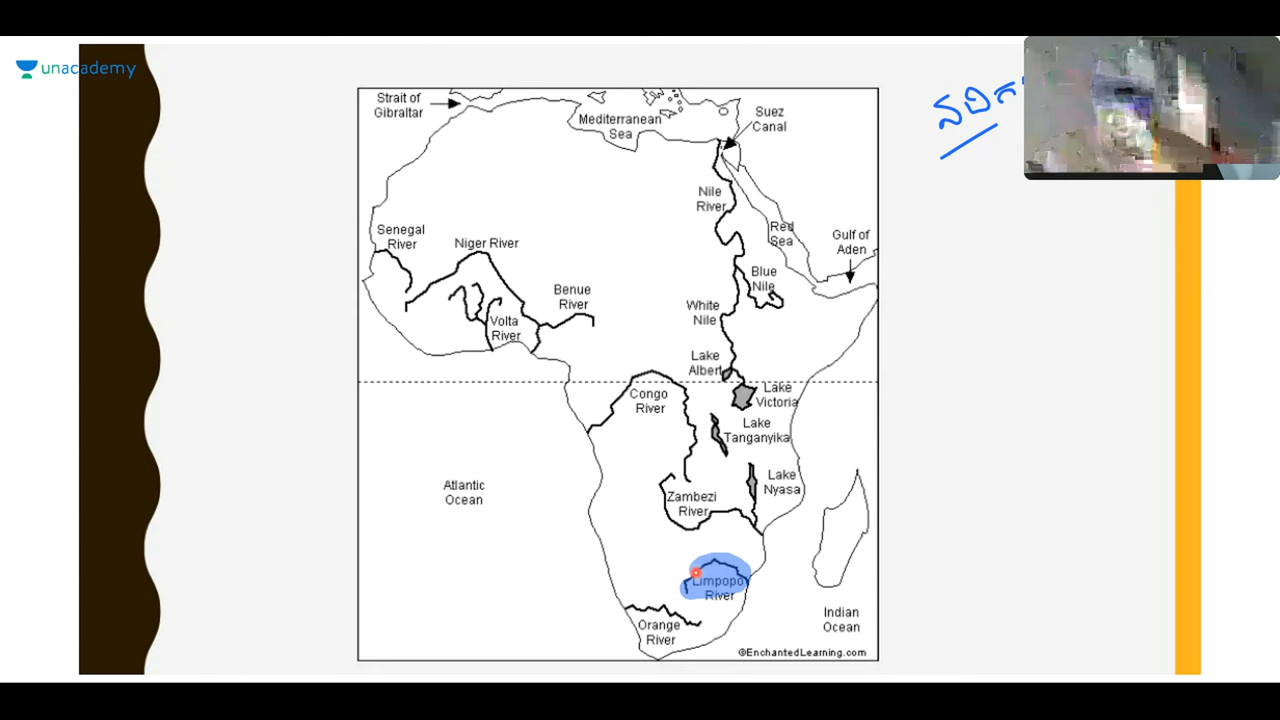 unacademy
Strait of
Gibraltar
Mediterranean
Sea
Suez
Canal
Nile
River
Red
Sea
Gulf of
Aden
Senegal
River
Niger River
Benue
River
Blue
Nile
White
Nile
Volta
River
Lake
Albert
Lake
Victoria
Congo
River
Lake
Tanganyika
Lake
Nyasa
Atlantic
Ocean
Zambezi
River
Limpopo
River
Orange
River
Indian
Ocean
©EnchantedLearning.com